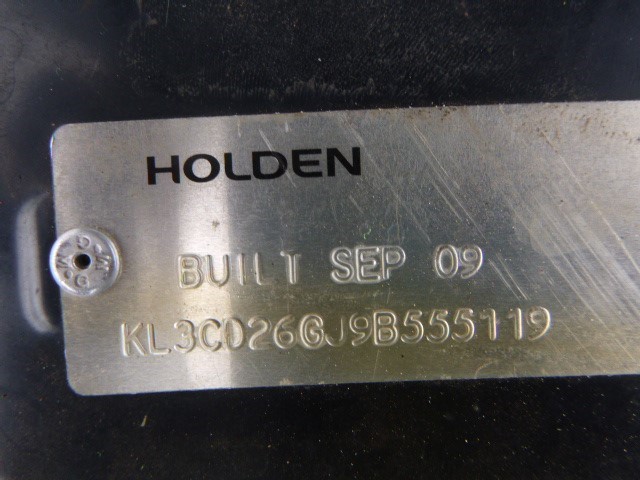 HOLDEN
BUILT SEP 09
KL3CD26GJ9B555119